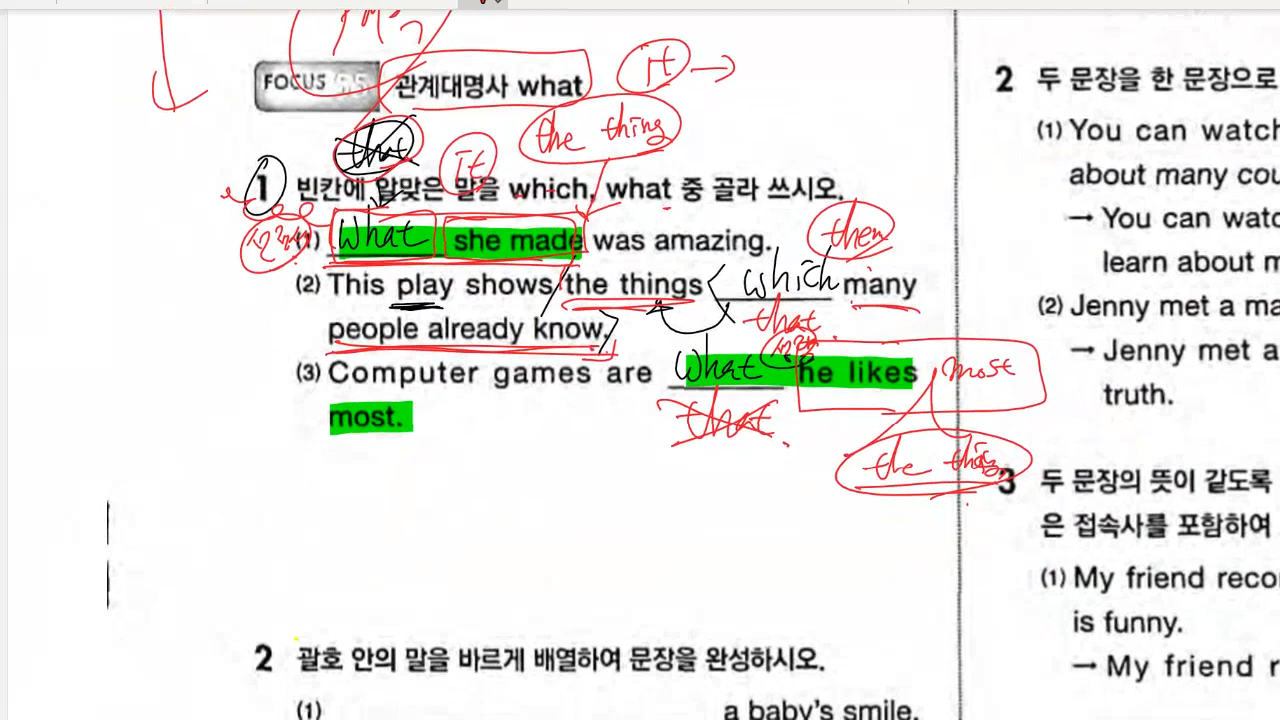 FOCUS 관계대명사 what
it
the thing
that
it
1 빈칸에 알맞은 말을 which, what 중 골라 쓰시오.
(1) What she made was amazing.
them
(2) This play shows the things which many
that
people already know.
(3) Computer games are what he likes
most
most.
that
the thing
2 괄호 안의 말을 바르게 배열하여 문장을 완성하시오.
(1) a baby's smile.
2 두 문장을 한 문장으로
(1) You can watch
about many cou
→ You can watc
learn about m
(2) Jenny met a ma
→ Jenny met a
truth.
3 두 문장의 뜻이 같도록
은 접속사를 포함하여
(1) My friend reco
is funny.
→ My friend r